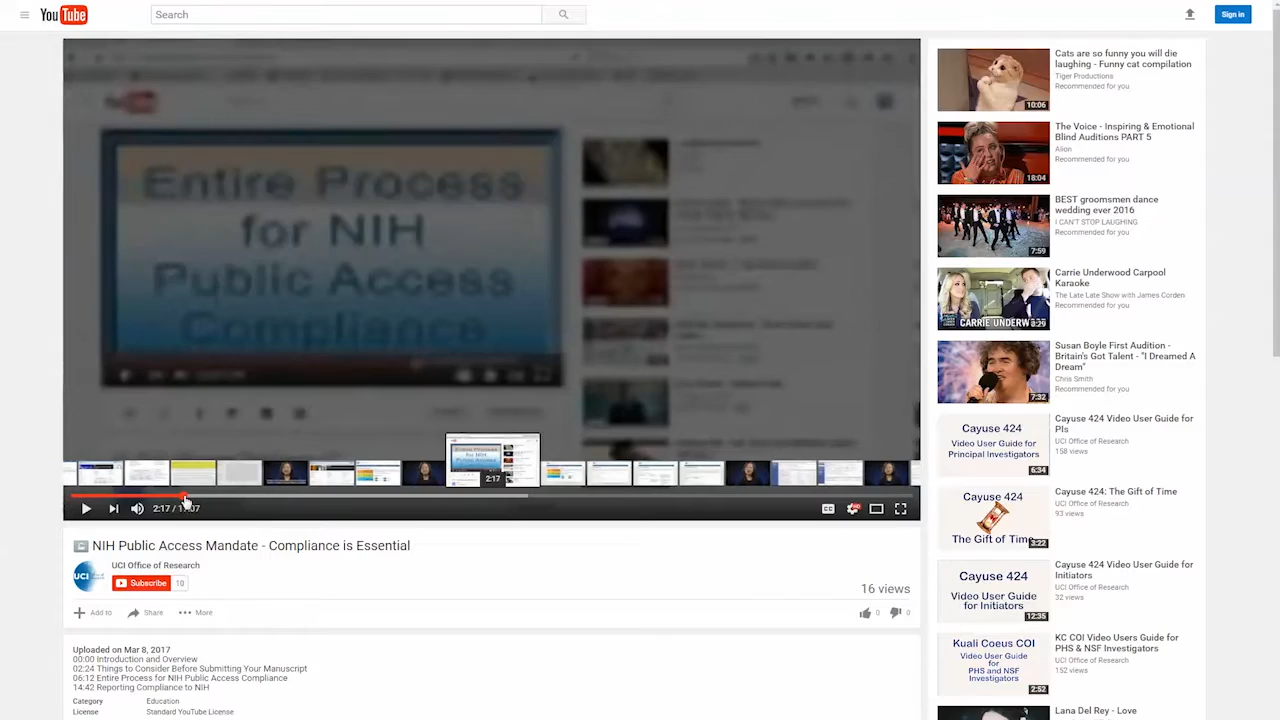 YouTube
Search
Sign in
Entire Process
for
Public Access
Compliance
2:17
2:17
NIH Public Access Mandate - Compliance is Essential
UCI Office of Research
UCI
Subscribe 10
16 views
Add to Share More
0 0
Uploaded on Mar 8, 2017
00:00 Introduction and Overview
02:24 Things to Consider Before Submitting Your Manuscript
06:12 Entire Process for NIH Public Access Compliance
14:42 Reporting Compliance to NIH
Category Education
License Standard YouTube License
Cats are so funny you will die
laughing - Funny cat compilation
Tiger Productions
Recommended for you
10:06
The Voice - Inspiring & Emotional
Blind Auditions PART 5
Alion
Recommended for you
18:04
BEST groomsmen dance
wedding ever 2016
I CAN'T STOP LAUGHING
Recommended for you
7:59
Carrie Underwood Carpool
Karaoke
The Late Late Show with James Corden
Recommended for you
CARRIE UNDERW
Susan Boyle First Audition -
Britain's Got Talent - "I Dreamed A
Dream"
Chris Smith
Recommended for you
7:32
Cayuse 424 Video User Guide for
PIs
UCI Office of Research
158 views
Cayuse 424
Video User Guide for
Principal Investigators
6:34
Cayuse 424: The Gift of Time
UCI Office of Research
93 views
Cayuse 424
The Gift of Time
3:22
Cayuse 424 Video User Guide for
Initiators
UCI Office of Research
32 views
Cayuse 424
Video User Guide
for Initiators
12:35
KC COI Video Users Guide for
PHS & NSF Investigators
UCI Office of Research
152 views
Kuali Coeus COI
Video User Guide
for
PHS and NSF
Investigators
2:52
Lana Del Rey - Love